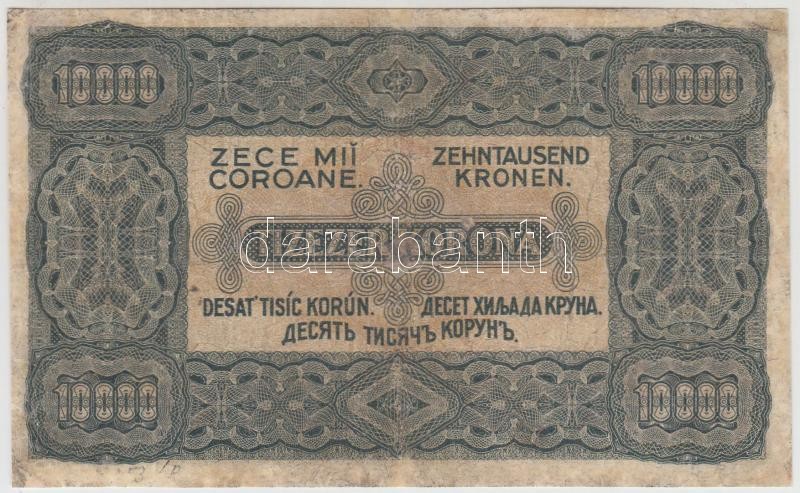 10000 10000
ZECE MIĬ
COROANE.
ZEHNTAUSEND
KRONEN.
darabanth
KORONA
DESAŤ TISÍC KORÚN.
ДЕСЕТ ХИЉАДА КРУНА.
ДЕСЯТЬ ТИСЯЧЪ КОРУНЪ.
10000 10000